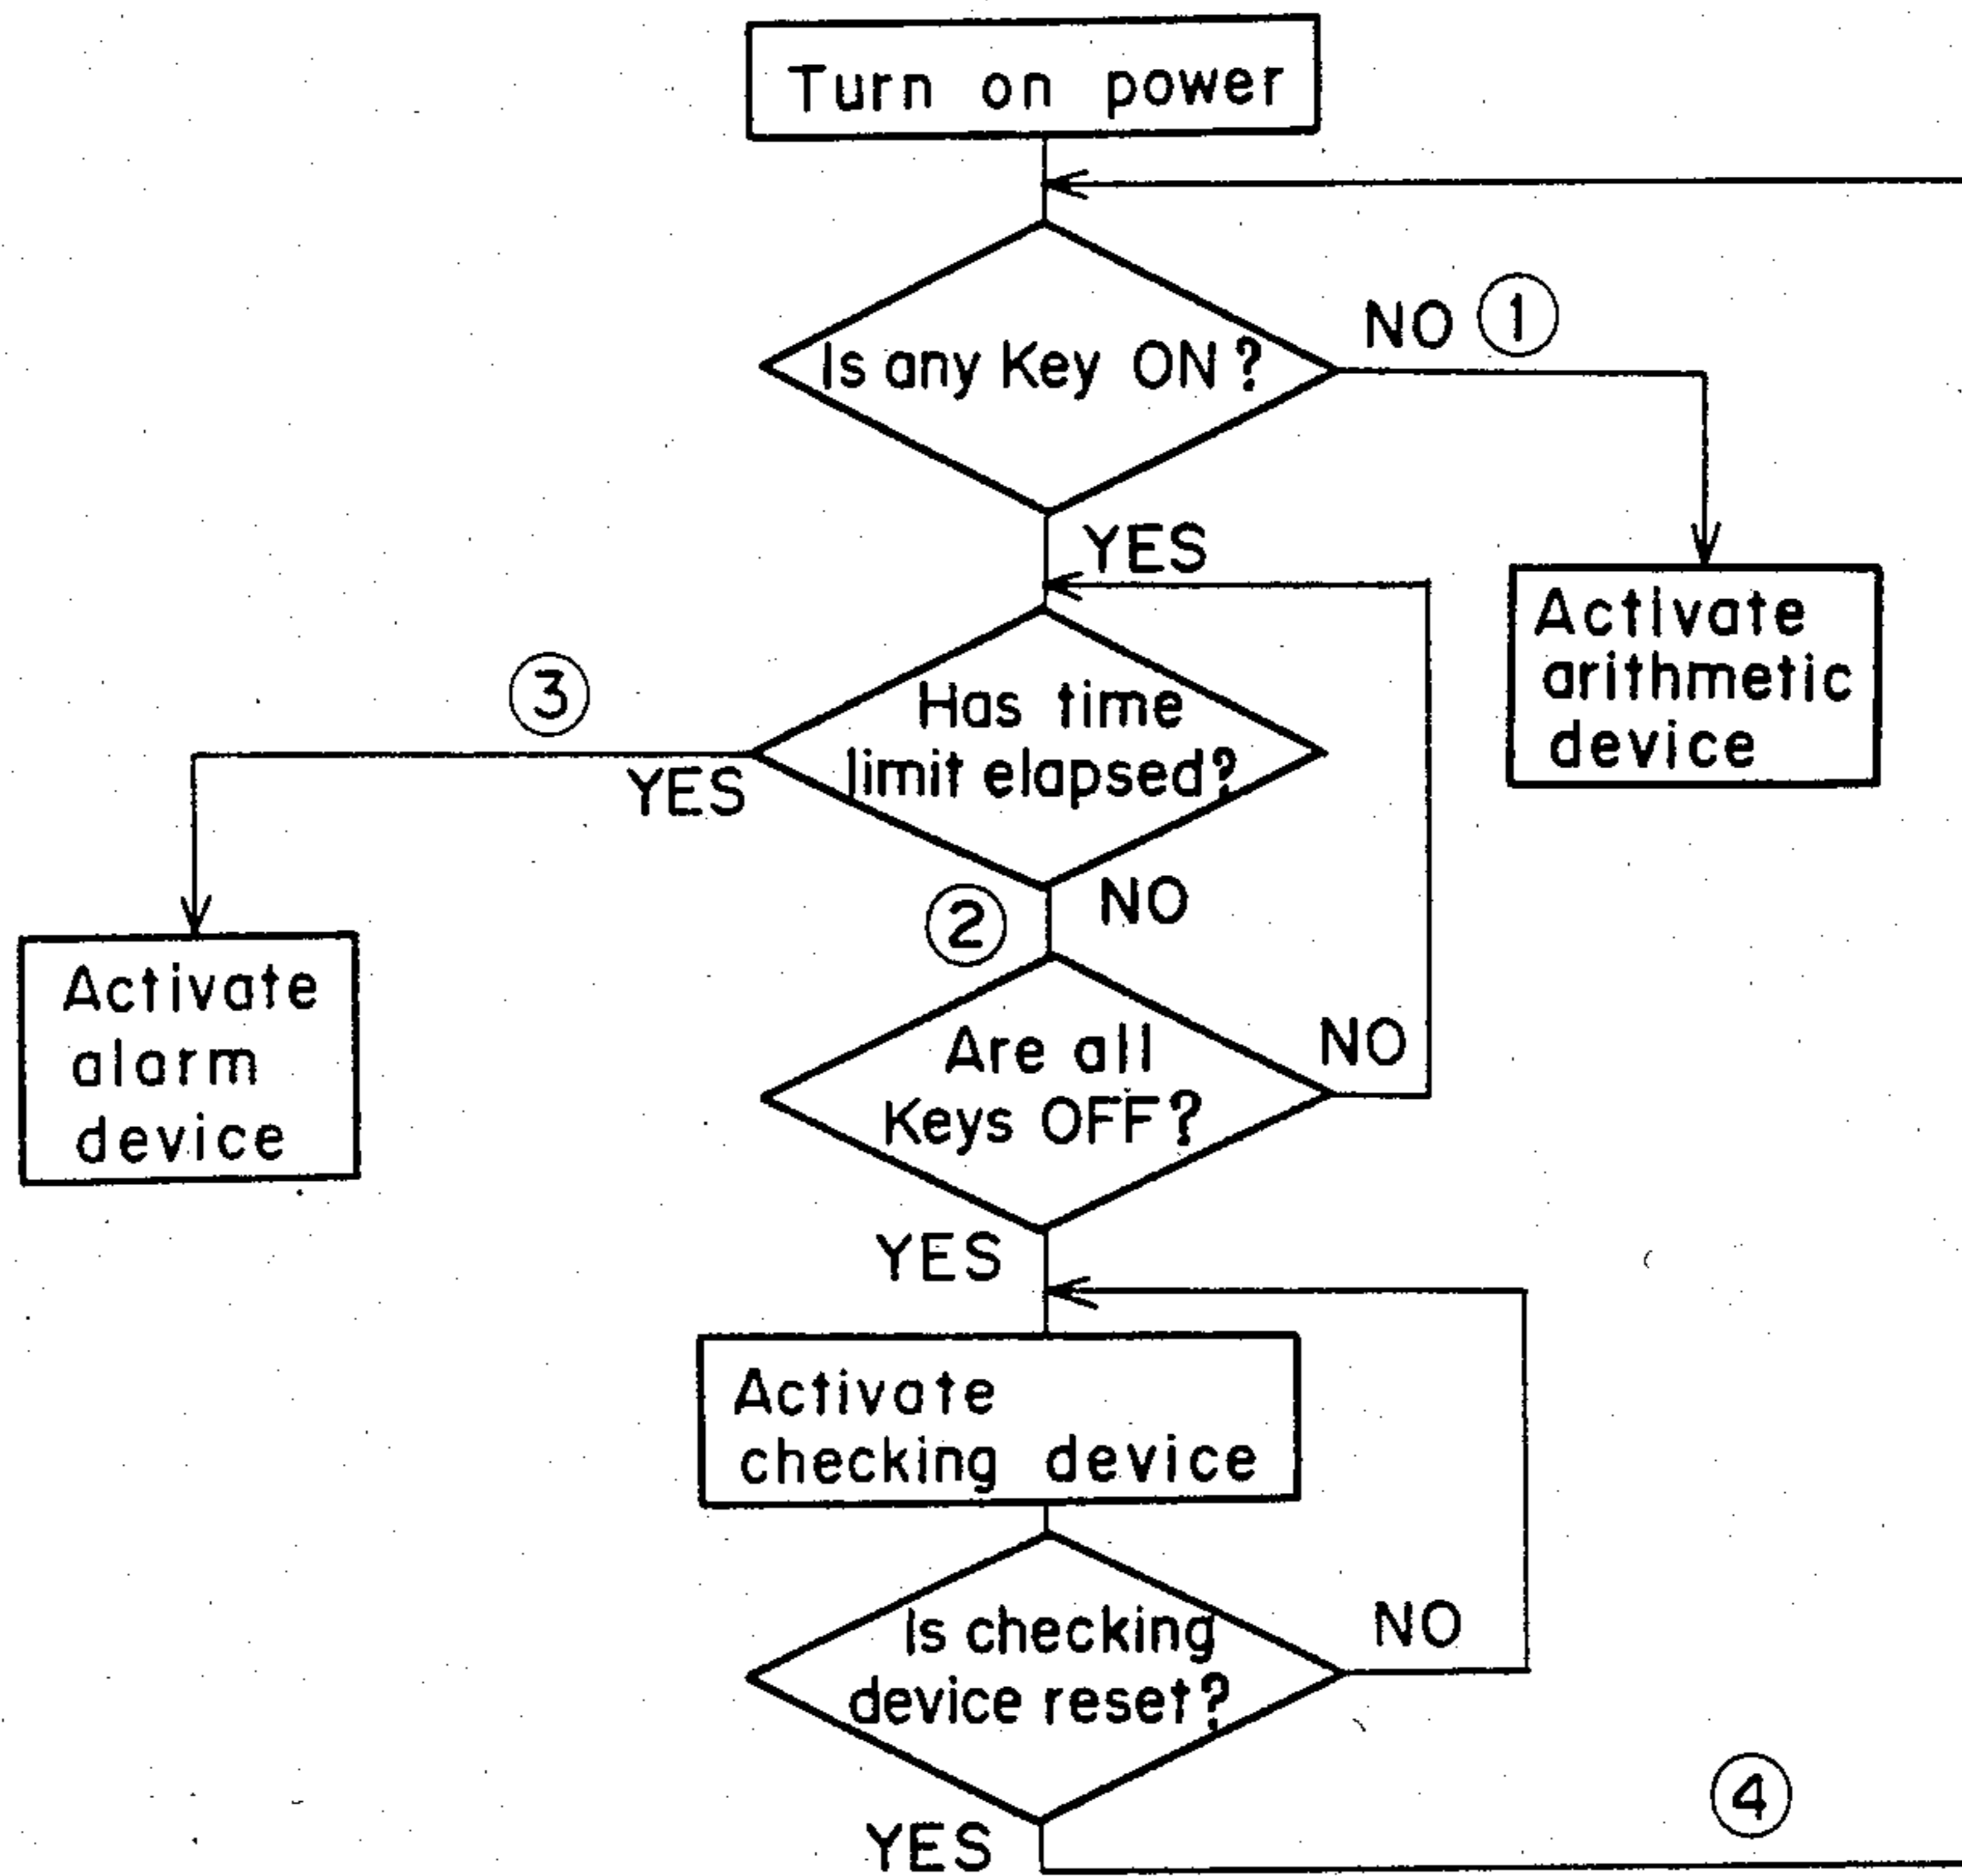 Turn on power
NO ①
Is any Key ON?
YES
Activate
arithmetic
device
③
Has time
limit elapsed?
YES
② NO
Activate
alarm
device
Are all
Keys OFF?
NO
YES
Activate
checking device
Is checking
device reset?
NO
④
YES